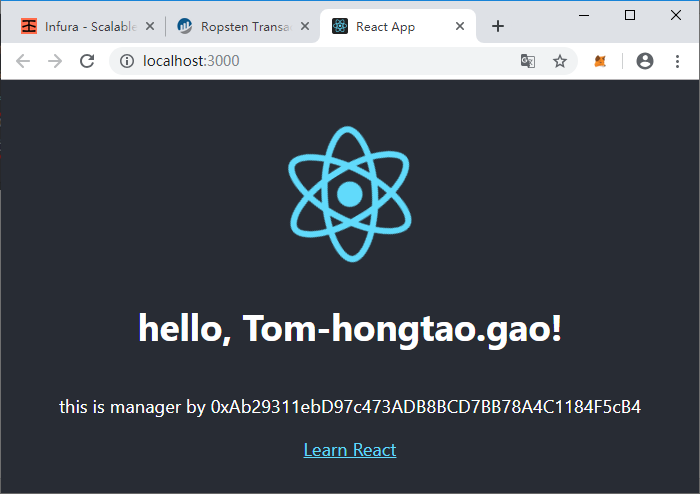 Infura - Scalable
Ropsten Transa
React App
localhost:3000
hello, Tom-hongtao.gao!
this is manager by 0xAb29311ebD97c473ADB8BCD7BB78A4C1184F5cB4
Learn React